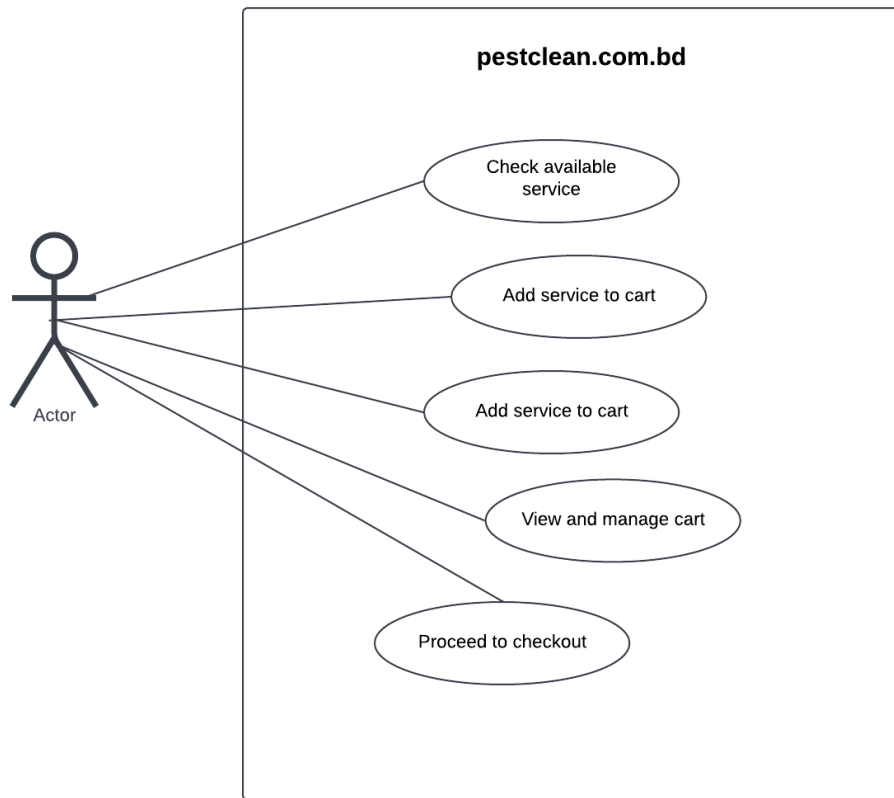 pestclean.com.bd
Check available
service
Add service to cart
Actor
Add service to cart
View and manage cart
Proceed to checkout